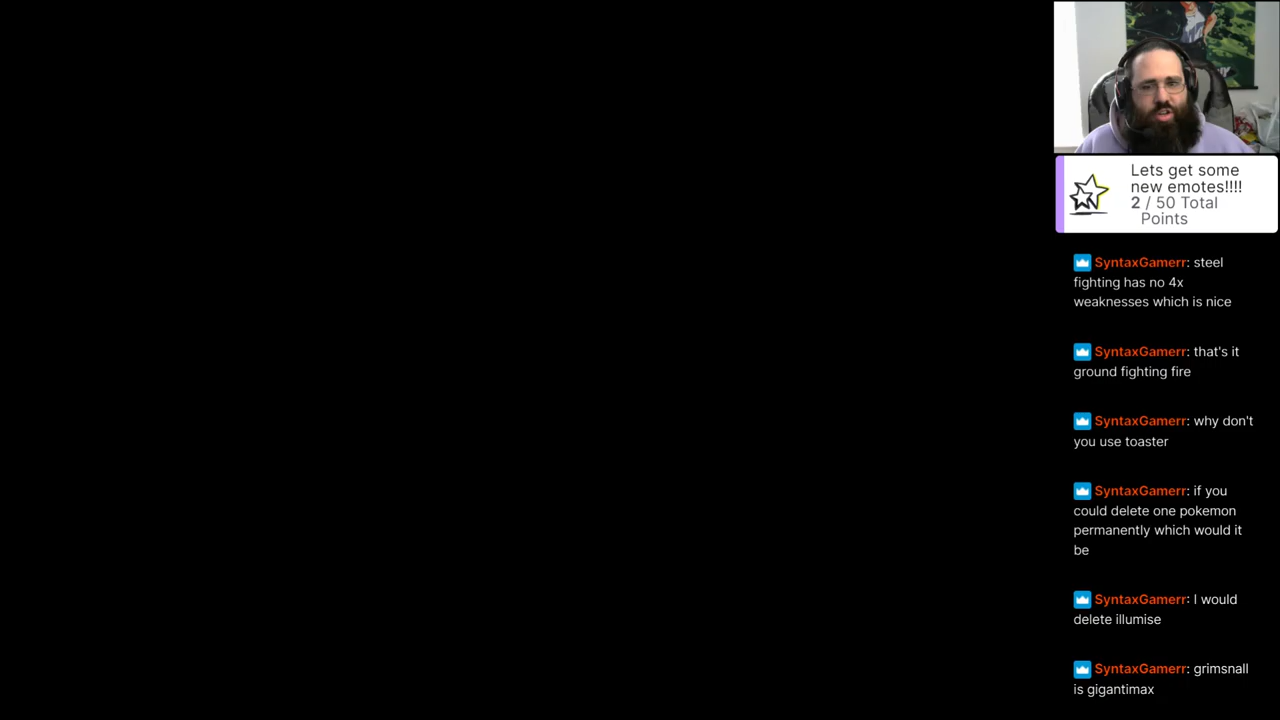 Lets get some
new emotes!!!!
2 / 50 Total
Points
SyntaxGamerr: steel
fighting has no 4x
weaknesses which is nice
SyntaxGamerr: that's it
ground fighting fire
SyntaxGamerr: why don't
you use toaster
SyntaxGamerr: if you
could delete one pokemon
permanently which would it
be
SyntaxGamerr: I would
delete illumise
SyntaxGamerr: grimsnall
is gigantimax